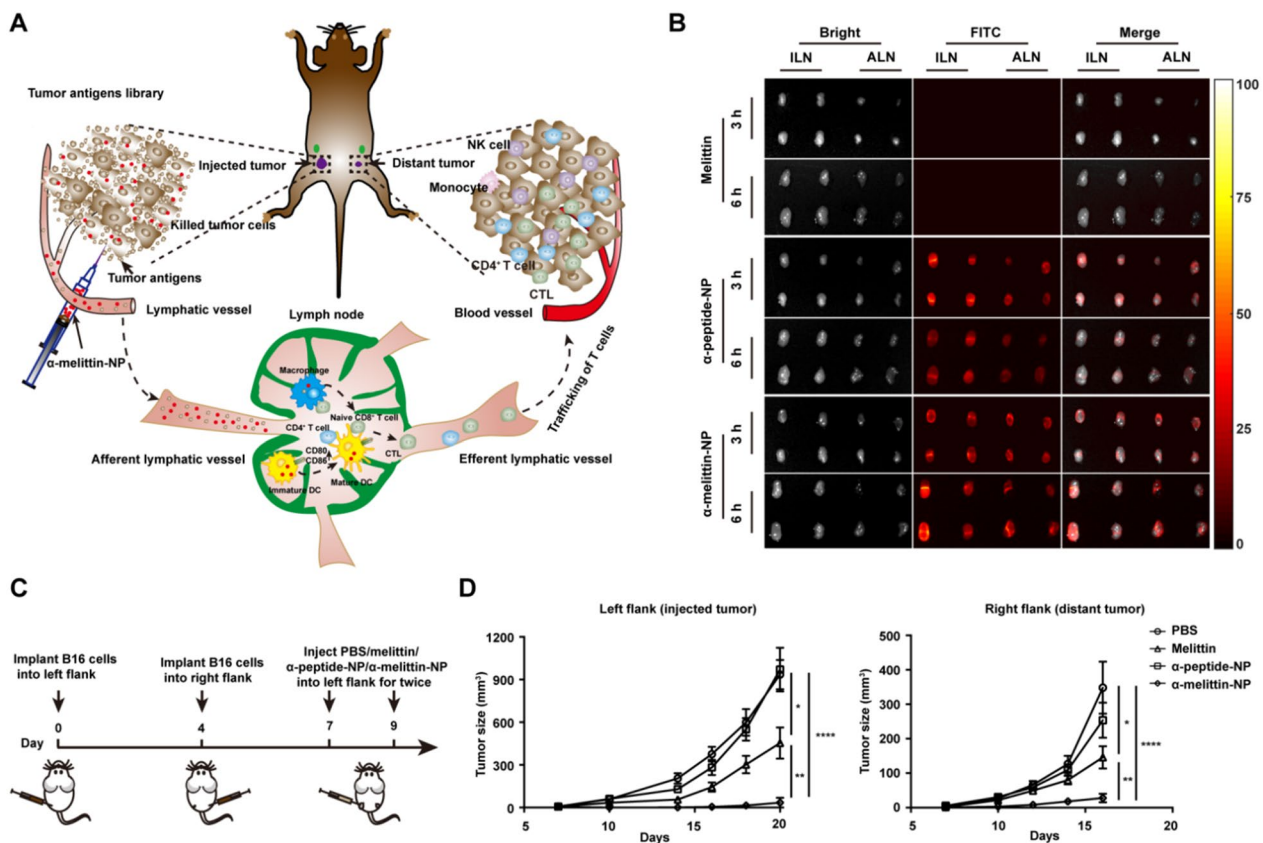 A
Tumor antigens library
Injected tumor
Distant tumor
NK cell
Monocyte
Killed tumor cells
CD4⁺ T cell
CTL
Tumor antigens
Lymphatic vessel
Blood vessel
α-melittin-NP
Lymph node
Macrophage
Naive CD8⁺ T cell
CD4⁺ T cell
CD80
CD86
CTL
Immature DC
Mature DC
Afferent lymphatic vessel
Efferent lymphatic vessel
Trafficking of T cells
B
Bright FITC Merge
ILN ALN ILN ALN ILN ALN
Melittin
3 h
6 h
α-peptide-NP
3 h
6 h
α-melittin-NP
3 h
6 h
100
75
50
25
0
C
Implant B16 cells
into left flank
Implant B16 cells
into right flank
Inject PBS/melittin/
α-peptide-NP/α-melittin-NP
into left flank for twice
Day
0 4 7 9
D
Left flank (injected tumor)
Tumor size (mm³)
1200
900
600
300
0
5 10 15 20
Days
*
**
****
Right flank (distant tumor)
Tumor size (mm³)
500
400
300
200
100
0
5 10 15 20
Days
*
**
****
PBS
Melittin
α-peptide-NP
α-melittin-NP